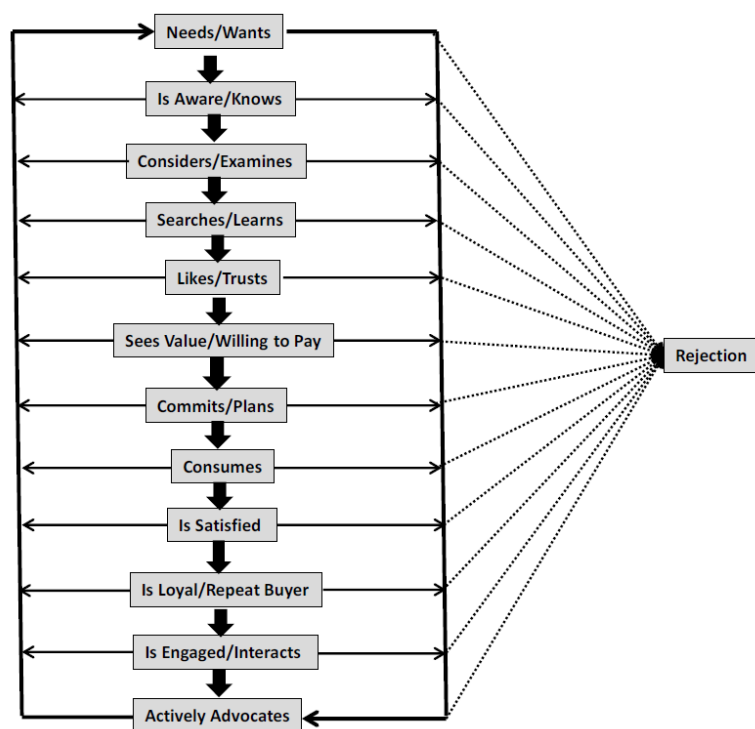 Needs/Wants
Is Aware/Knows
Considers/Examines
Searches/Learns
Likes/Trusts
Sees Value/Willing to Pay
Rejection
Commits/Plans
Consumes
Is Satisfied
Is Loyal/Repeat Buyer
Is Engaged/Interacts
Actively Advocates